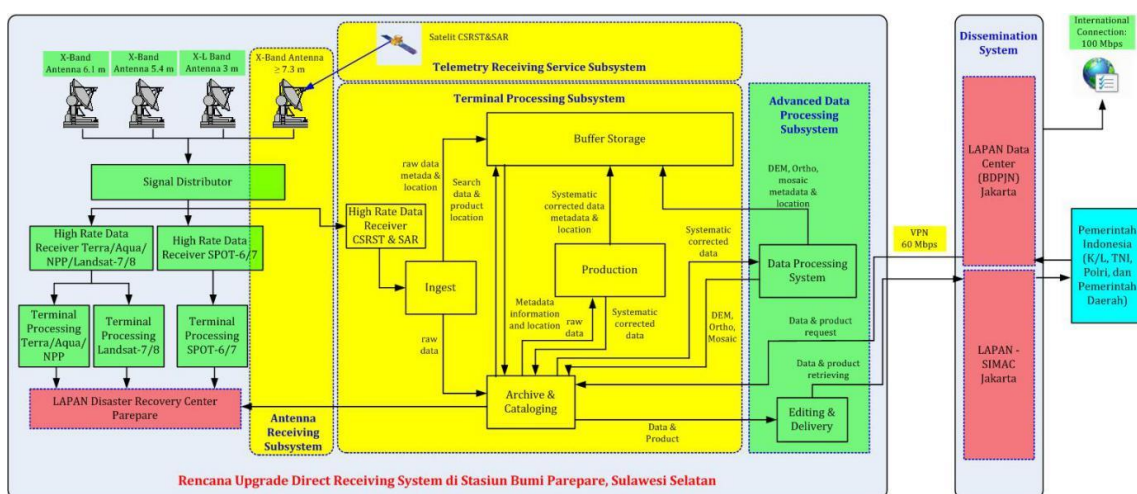 X-Band
Antenna 6.1 m
X-Band
Antenna 5.4 m
X-L Band
Antenna 3 m
X-Band Antenna
≥ 7.3 m
Satelit CSRST&SAR
Telemetry Receiving Service Subsystem
Signal Distributor
High Rate Data
Receiver Terra/Aqua/
NPP/Landsat-7/8
High Rate Data
Receiver SPOT-6/7
Terminal
Processing
Terra/Aqua/
NPP
Terminal
Processing
Landsat-7/8
Terminal
Processing
SPOT-6/7
LAPAN Disaster Recovery Center
Parepare
Antenna
Receiving
Subsystem
Terminal Processing Subsystem
Buffer Storage
raw data
metada &
location
Search
data &
product
location
Systematic
corrected data
metadata &
location
High Rate Data
Receiver
CSRST & SAR
Ingest
Production
raw
data
Metadata
information
and location
raw
data
Systematic
corrected
data
Archive &
Cataloging
Systematic
corrected
data
DEM,
Ortho,
Mosaic
Data &
Product
Advanced Data
Processing
Subsystem
DEM, Ortho,
mosaic
metadata &
location
Data Processing
System
Data & product
request
Data & product
retrieving
Editing &
Delivery
VPN
60 Mbps
Dissemination
System
LAPAN Data
Center
(BDPJN)
Jakarta
LAPAN -
SIMAC
Jakarta
International
Connection:
100 Mbps
Pemerintah
Indonesia
(K/L, TNI,
Polri, dan
Pemerintah
Daerah)
Rencana Upgrade Direct Receiving System di Stasiun Bumi Parepare, Sulawesi Selatan